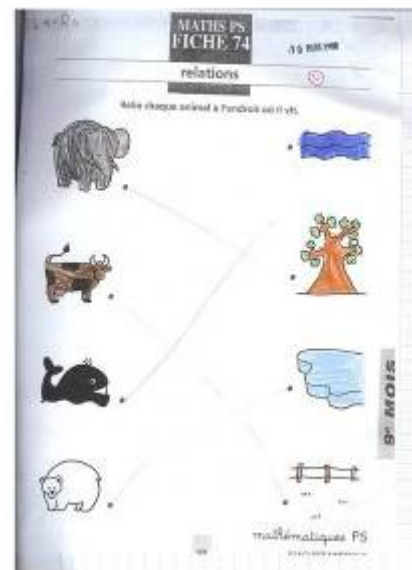 MATHS PS
FICHE 74
relations
Relie chaque animal à l'endroit où il vit.
9e MOIS
mathématiques PS